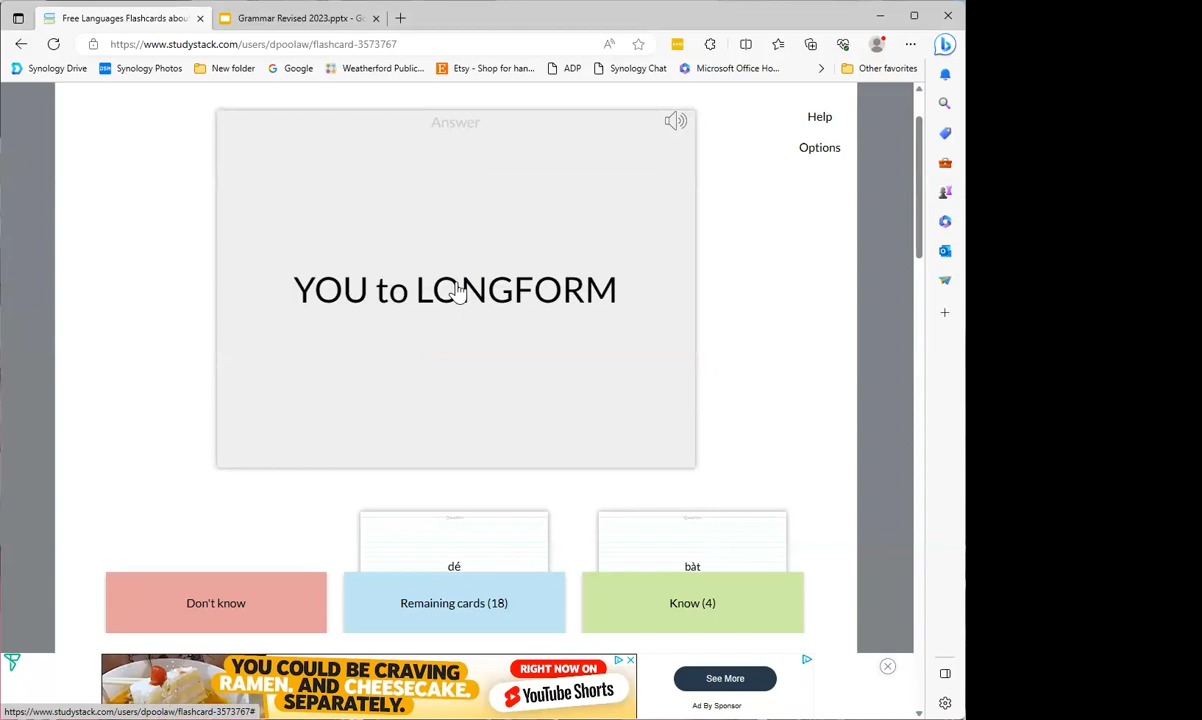 Free Languages Flashcards abou
Grammar Revised 2023.pptx - Go
https://www.studystack.com/users/dpoolaw/flashcard-3573767
Synology Drive
Synology Photos
New folder
Google
Weatherford Public...
Etsy - Shop for han...
ADP
Synology Chat
Microsoft Office Ho...
Other favorites
Answer
Help
Options
YOU to LONGFORM
Question
dé
Question
bàt
Don't know
Remaining cards (18)
Know (4)
YOU COULD BE CRAVING
RAMEN. AND CHEESECAKE.
SEPARATELY.
RIGHT NOW ON
YouTube Shorts
See More
Ad By Sponsor
https://www.studystack.com/users/dpoolaw/flashcard-3573767#